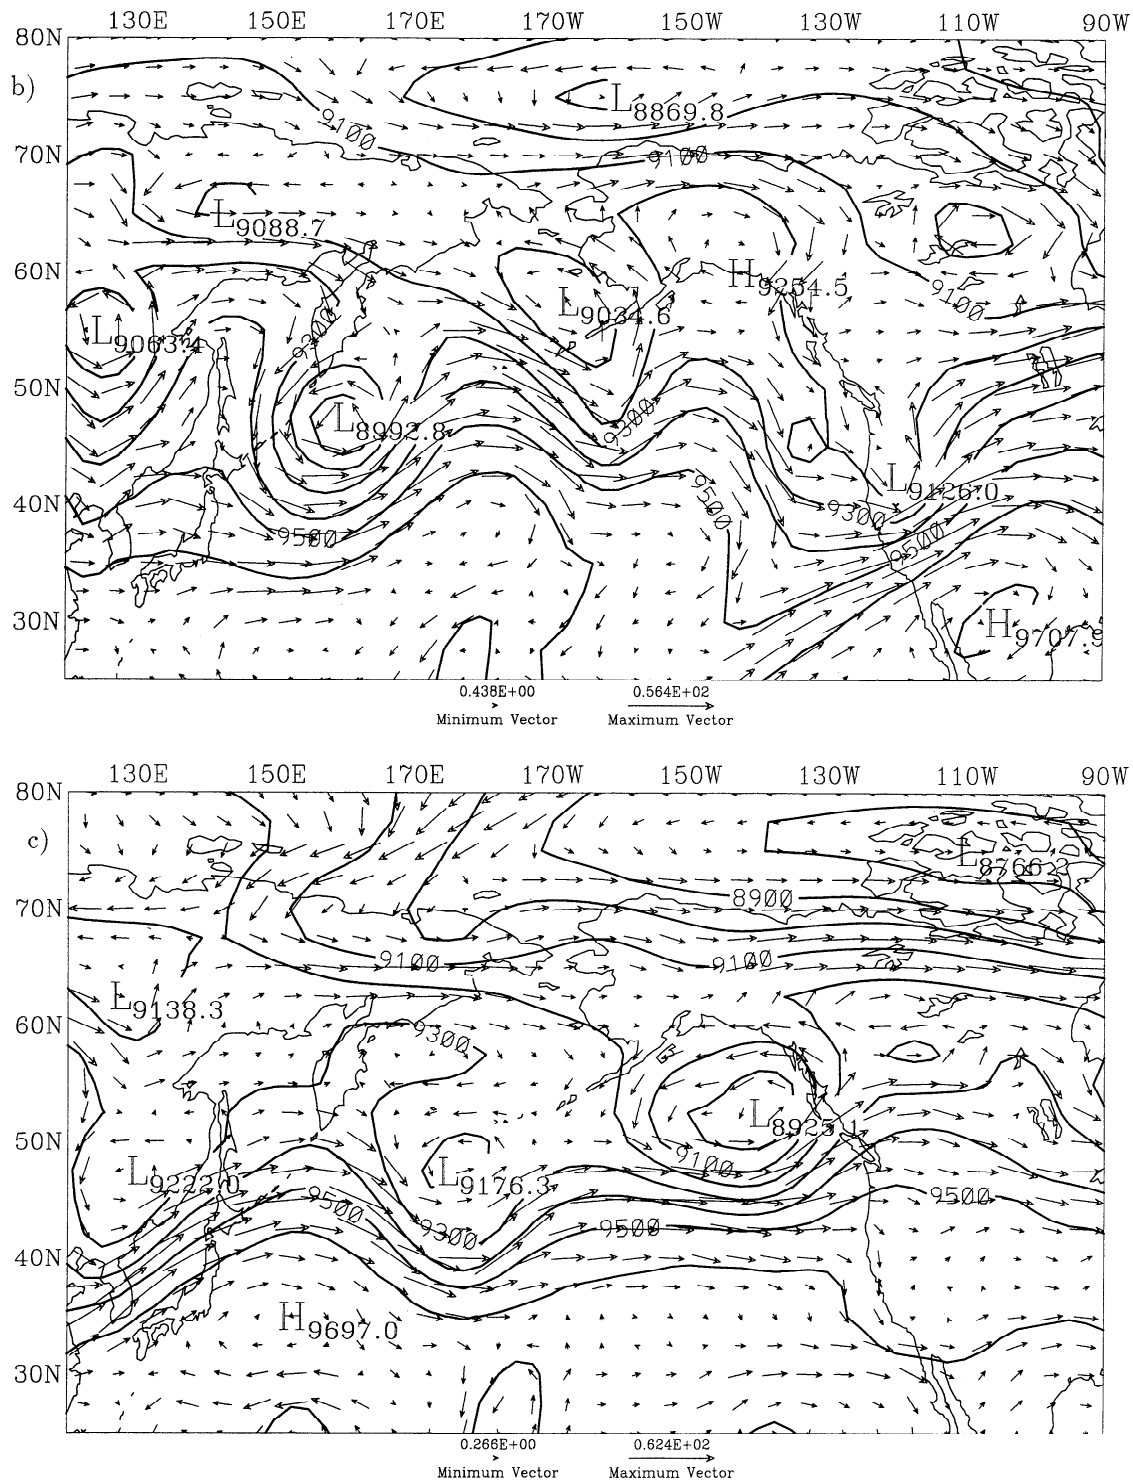 130E 150E 170E 170W 150W 130W 110W 90W
80N
b)
L8869.8
9100
70N
9100
L9088.7
60N
H9254.5
9100
L9034.6
9300
L9063.4
50N
L8992.8
9300
L9126.0
9500
40N
9300
9500
9500
30N
H9707.9
0.438E+00 0.564E+02
Minimum Vector Maximum Vector
130E 150E 170E 170W 150W 130W 110W 90W
80N
c)
L8766.2
8900
70N
9100 9100
L9138.3
60N
9300
L8925.1
50N
9100
L9222.0 L9176.3
9500 9500
9300 9500
40N
H9697.0
30N
0.266E+00 0.624E+02
Minimum Vector Maximum Vector